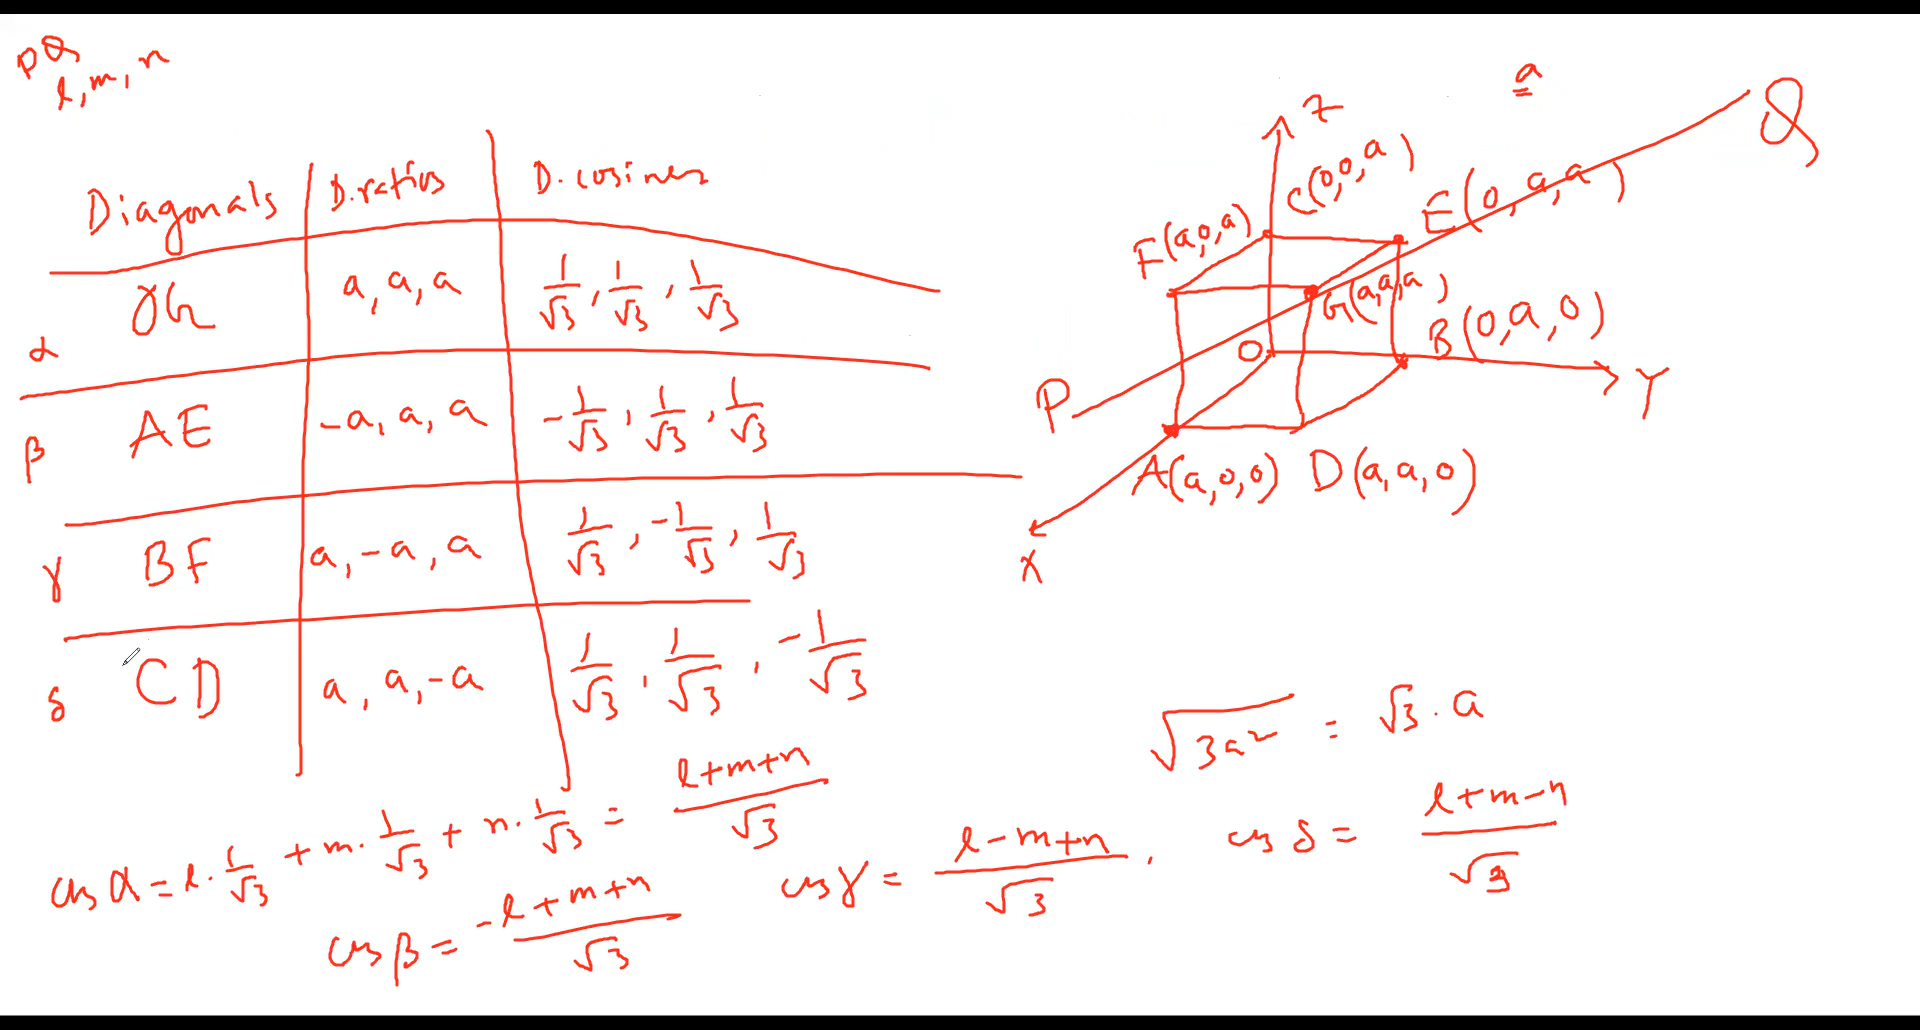 PQ
l, m, n
Diagonals D.ratios D.cosines
OG a, a, a 1/√3, 1/√3, 1/√3
α
AE -a, a, a -1/√3, 1/√3, 1/√3
β
BF a, -a, a 1/√3, -1/√3, 1/√3
γ
CD a, a, -a 1/√3, 1/√3, -1/√3
δ
cos α = l·1/√3 + m·1/√3 + n·1/√3 = l+m+n/√3
cos β = -l+m+n/√3
cos γ = l-m+n/√3,
cos δ = l+m-n/√3
a
Z
Q
C(0,0,a)
E(0,a,a)
F(a,0,a)
G(a,a,a)
O
B(0,a,0)
P
Y
A(a,0,0) D(a,a,0)
X
√3a² = √3·a